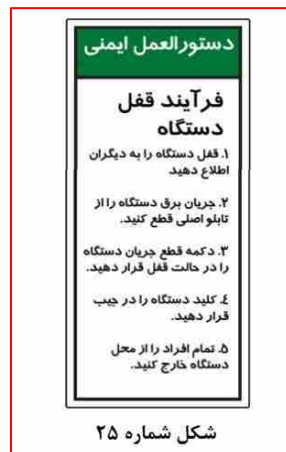 دستورالعمل ایمنی
فرآیند قفل
دستگاه
۱. قفل دستگاه را به دیگران
اطلاع دهید
۲. جریان برق دستگاه را از
تابلو اصلی قطع کنید.
۳. دکمه قطع جریان دستگاه
را در حالت قفل قرار دهید.
٤. کلید دستگاه را در جیب
قرار دهید.
۵. تمام افراد را از محل
دستگاه خارج کنید.
شکل شماره ۲۵